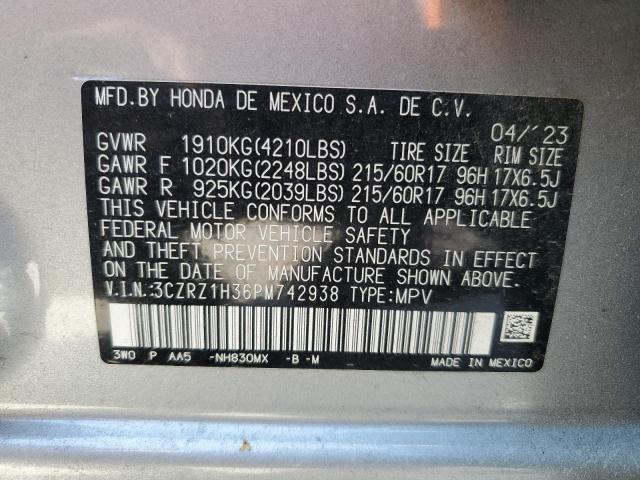 MFD.BY HONDA DE MEXICO S.A. DE C.V.
04/'23
GVWR 1910KG(4210LBS) TIRE SIZE RIM SIZE
GAWR F 1020KG(2248LBS) 215/60R17 96H 17X6.5J
GAWR R 925KG(2039LBS) 215/60R17 96H 17X6.5J
THIS VEHICLE CONFORMS TO ALL APPLICABLE
FEDERAL MOTOR VEHICLE SAFETY
AND THEFT PREVENTION STANDARDS IN EFFECT
ON THE DATE OF MANUFACTURE SHOWN ABOVE.
V.I.N.:3CZRZ1H36PM742938 TYPE:MPV
3W0 P AA5 -NH830MX -B -M
MADE IN MEXICO